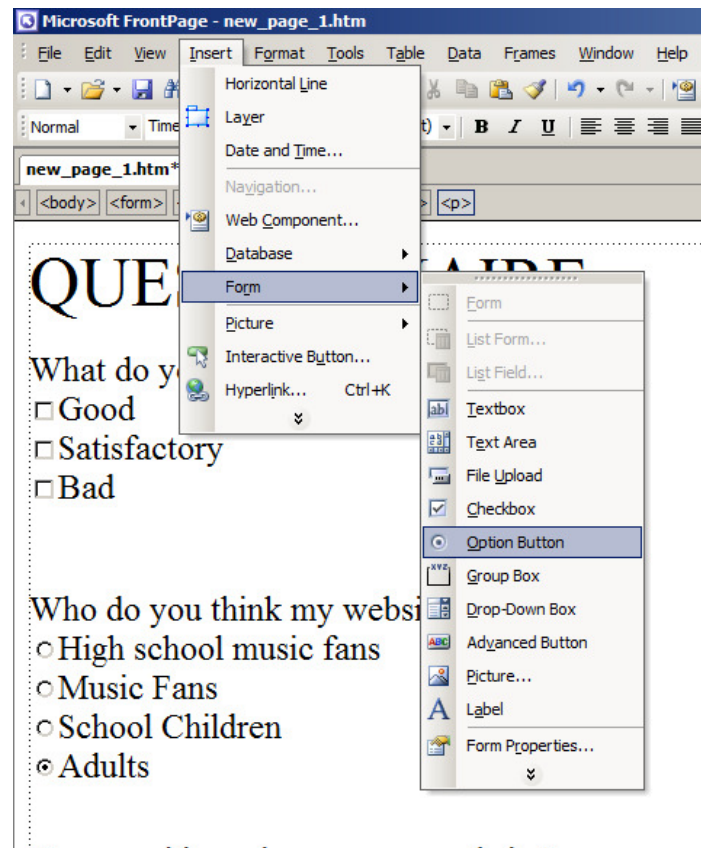 Microsoft FrontPage - new_page_1.htm
File Edit View Insert Format Tools Table Data Frames Window Help
Normal Time t) B I U
new_page_1.htm*
<body> <form> <p>
Horizontal Line
Layer
Date and Time...
Navigation...
Web Component...
Database
Form
Picture
Interactive Button...
Hyperlink... Ctrl+K
Form
List Form...
List Field...
Textbox
Text Area
File Upload
Checkbox
Option Button
Group Box
Drop-Down Box
Advanced Button
Picture...
Label
Form Properties...
What do
Good
Satisfactory
Bad
Who do you think my
High school music fans
Music Fans
School Children
Adults